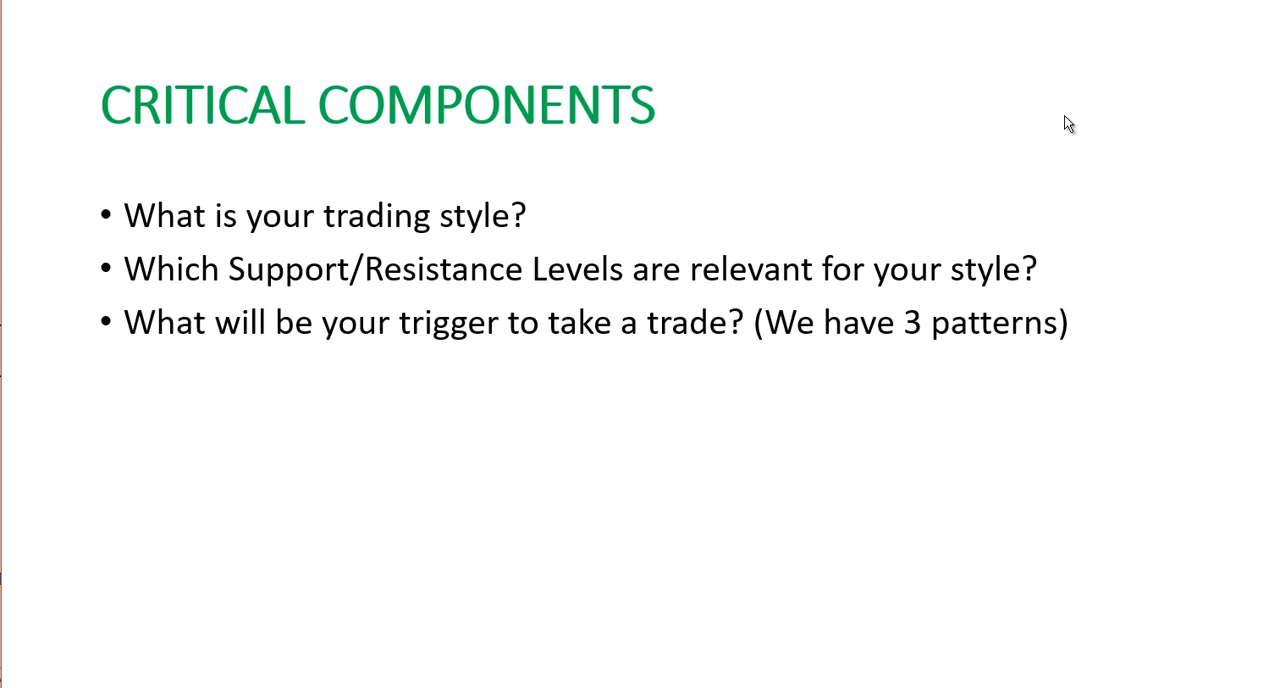 CRITICAL COMPONENTS
• What is your trading style?
• Which Support/Resistance Levels are relevant for your style?
• What will be your trigger to take a trade? (We have 3 patterns)